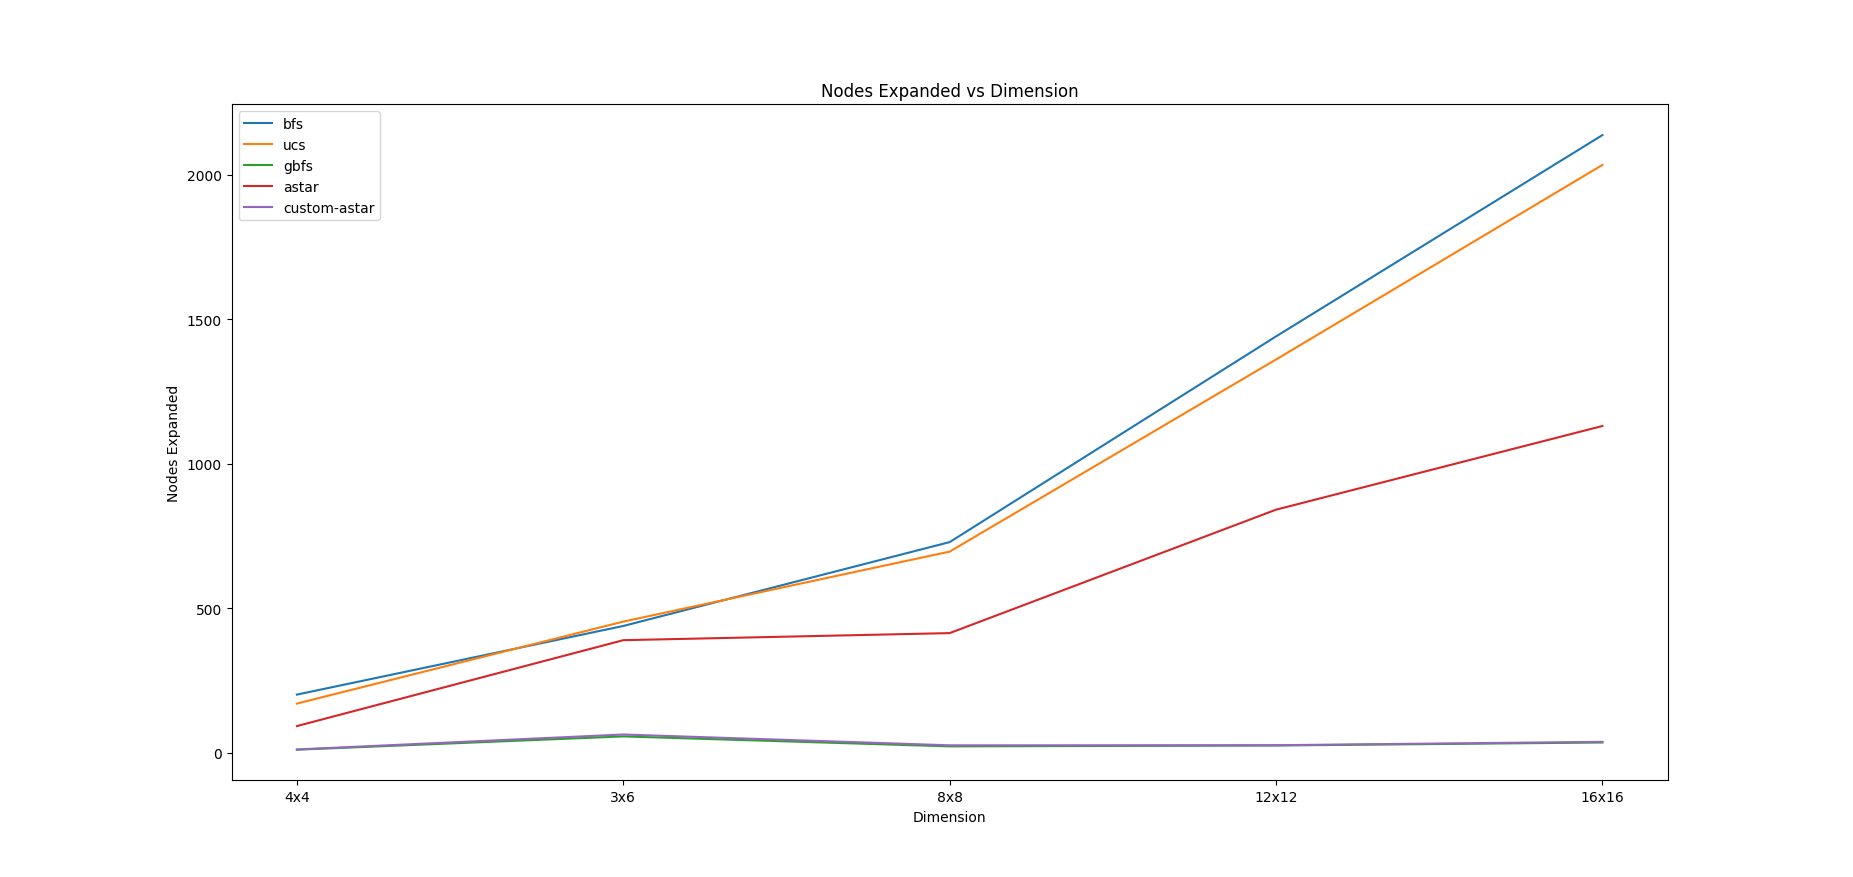 Nodes Expanded vs Dimension
bfs
ucs
gbfs
astar
custom-astar
2000
1500
1000
500
0
Nodes Expanded
4x4 3x6 8x8 12x12 16x16
Dimension